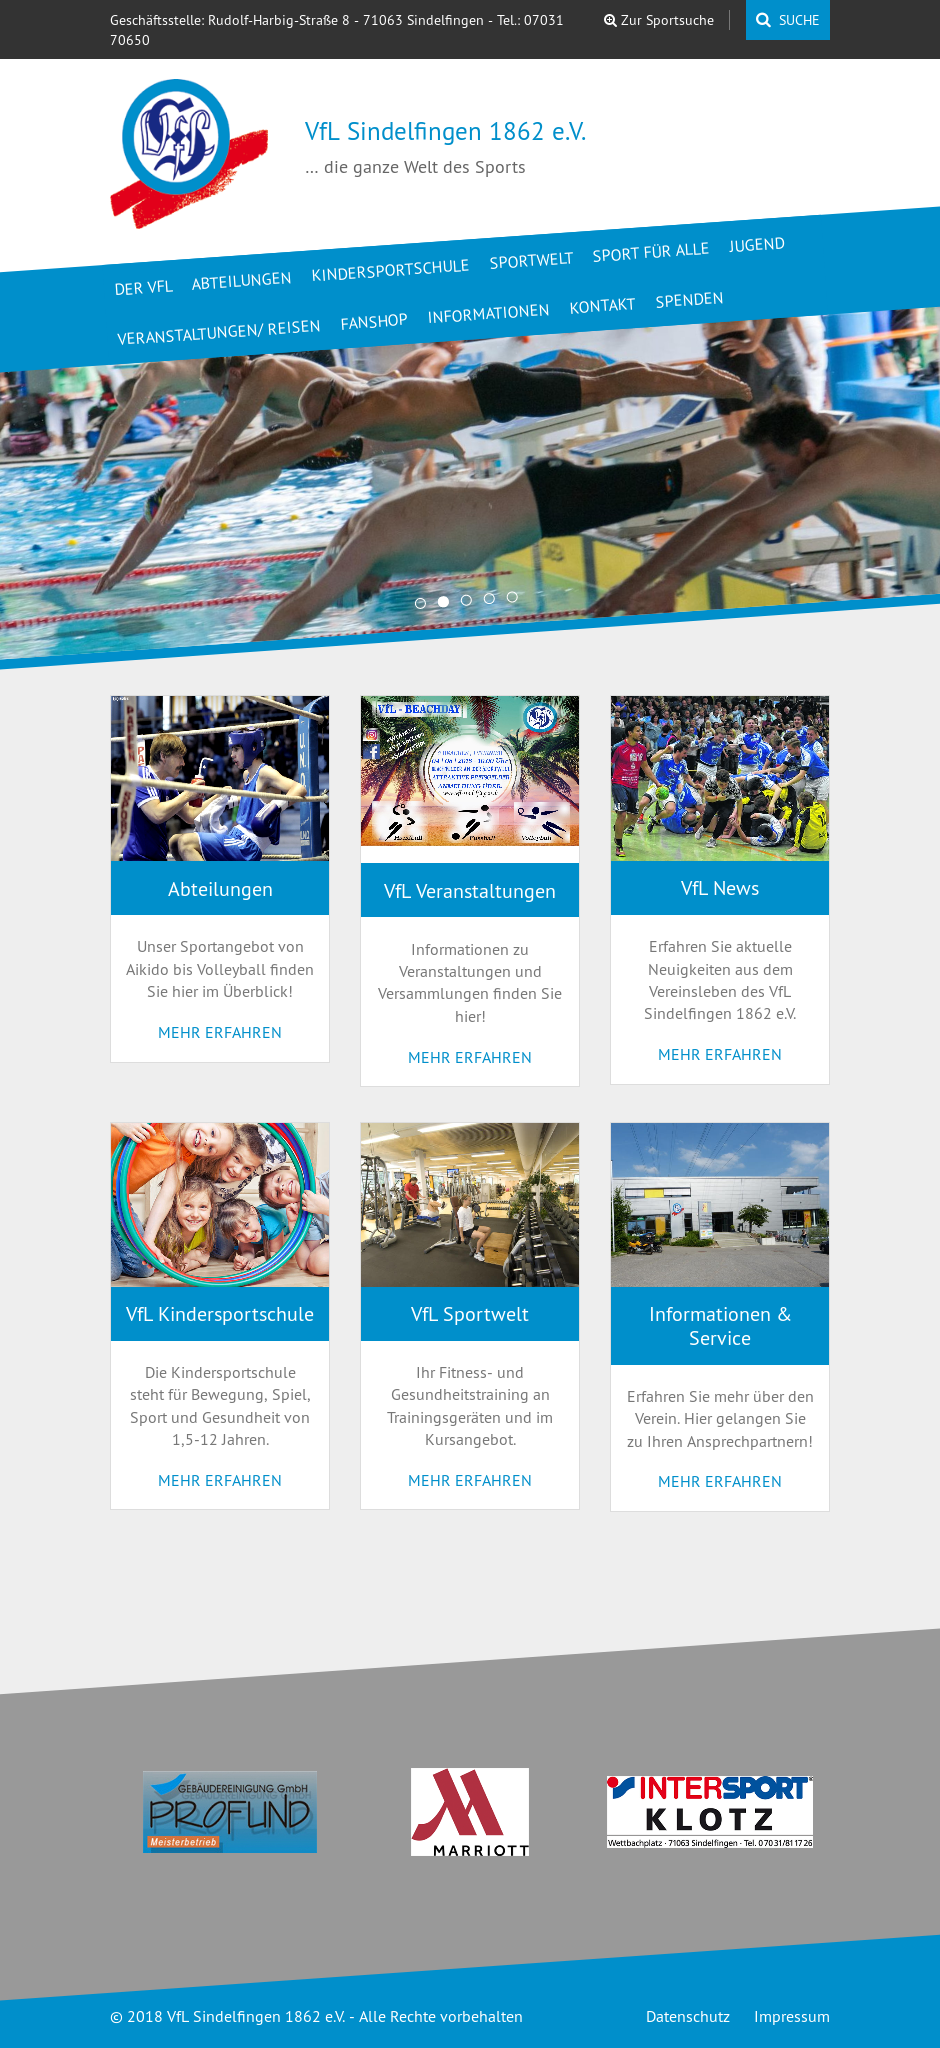 Geschäftsstelle: Rudolf-Harbig-Straße 8 - 71063 Sindelfingen - Tel.: 07031
70650
Zur Sportsuche
SUCHE
VfL Sindelfingen 1862 e.V.
... die ganze Welt des Sports
DER VFL ABTEILUNGEN KINDERSPORTSCHULE SPORTWELT SPORT FÜR ALLE JUGEND
VERANSTALTUNGEN/ REISEN FANSHOP INFORMATIONEN KONTAKT SPENDEN
Abteilungen
Unser Sportangebot von
Aikido bis Volleyball finden
Sie hier im Überblick!
MEHR ERFAHREN
VfL - BEACHDAY
Handball Fussball Volleyball
VfL Veranstaltungen
Informationen zu
Veranstaltungen und
Versammlungen finden Sie
hier!
MEHR ERFAHREN
VfL News
Erfahren Sie aktuelle
Neuigkeiten aus dem
Vereinsleben des VfL
Sindelfingen 1862 e.V.
MEHR ERFAHREN
VfL Kindersportschule
Die Kindersportschule
steht für Bewegung, Spiel,
Sport und Gesundheit von
1,5-12 Jahren.
MEHR ERFAHREN
VfL Sportwelt
Ihr Fitness- und
Gesundheitstraining an
Trainingsgeräten und im
Kursangebot.
MEHR ERFAHREN
Informationen &
Service
Erfahren Sie mehr über den
Verein. Hier gelangen Sie
zu Ihren Ansprechpartnern!
MEHR ERFAHREN
GEBÄUDEREINIGUNG GmbH
PROFUND
Meisterbetrieb
MARRIOTT
INTERSPORT
KLOTZ
Wettbachplatz · 71063 Sindelfingen · Tel. 0 70 31/81 17 26
© 2018 VfL Sindelfingen 1862 e.V. - Alle Rechte vorbehalten
Datenschutz Impressum